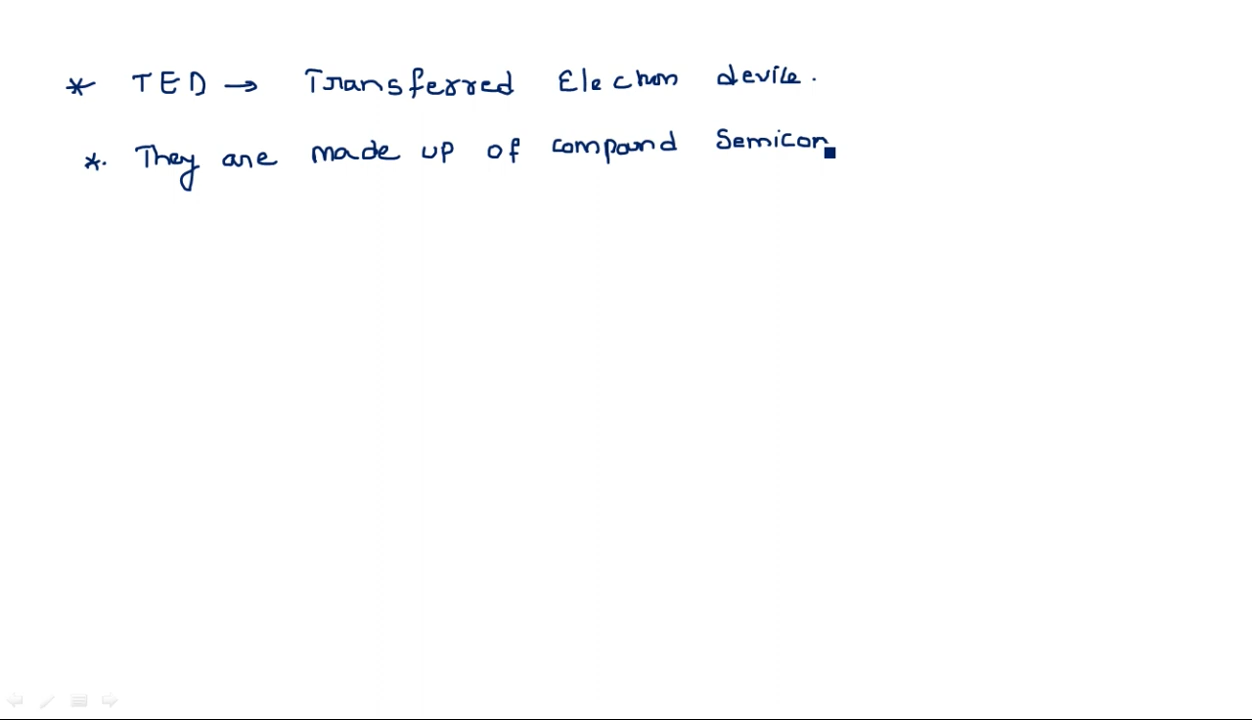 * TED → Transferred Electron device.
*. They are made up of compound Semicon